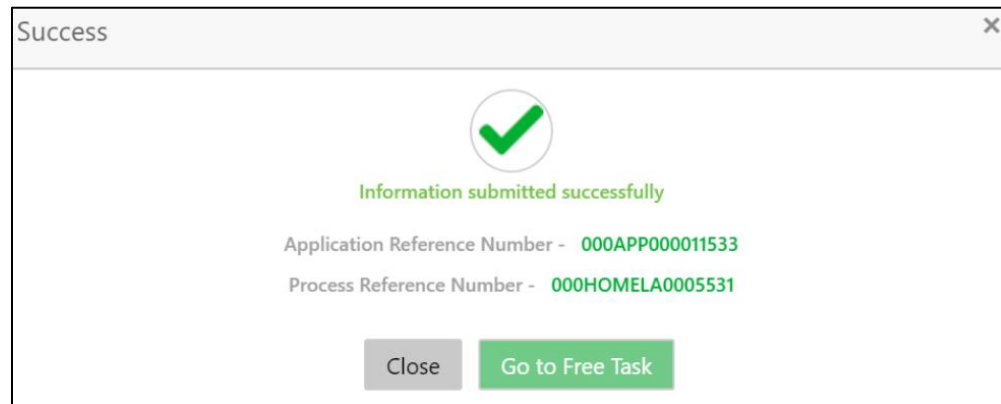 Success
Information submitted successfully
Application Reference Number - 000APP000011533
Process Reference Number - 000HOMELA0005531
Close Go to Free Task